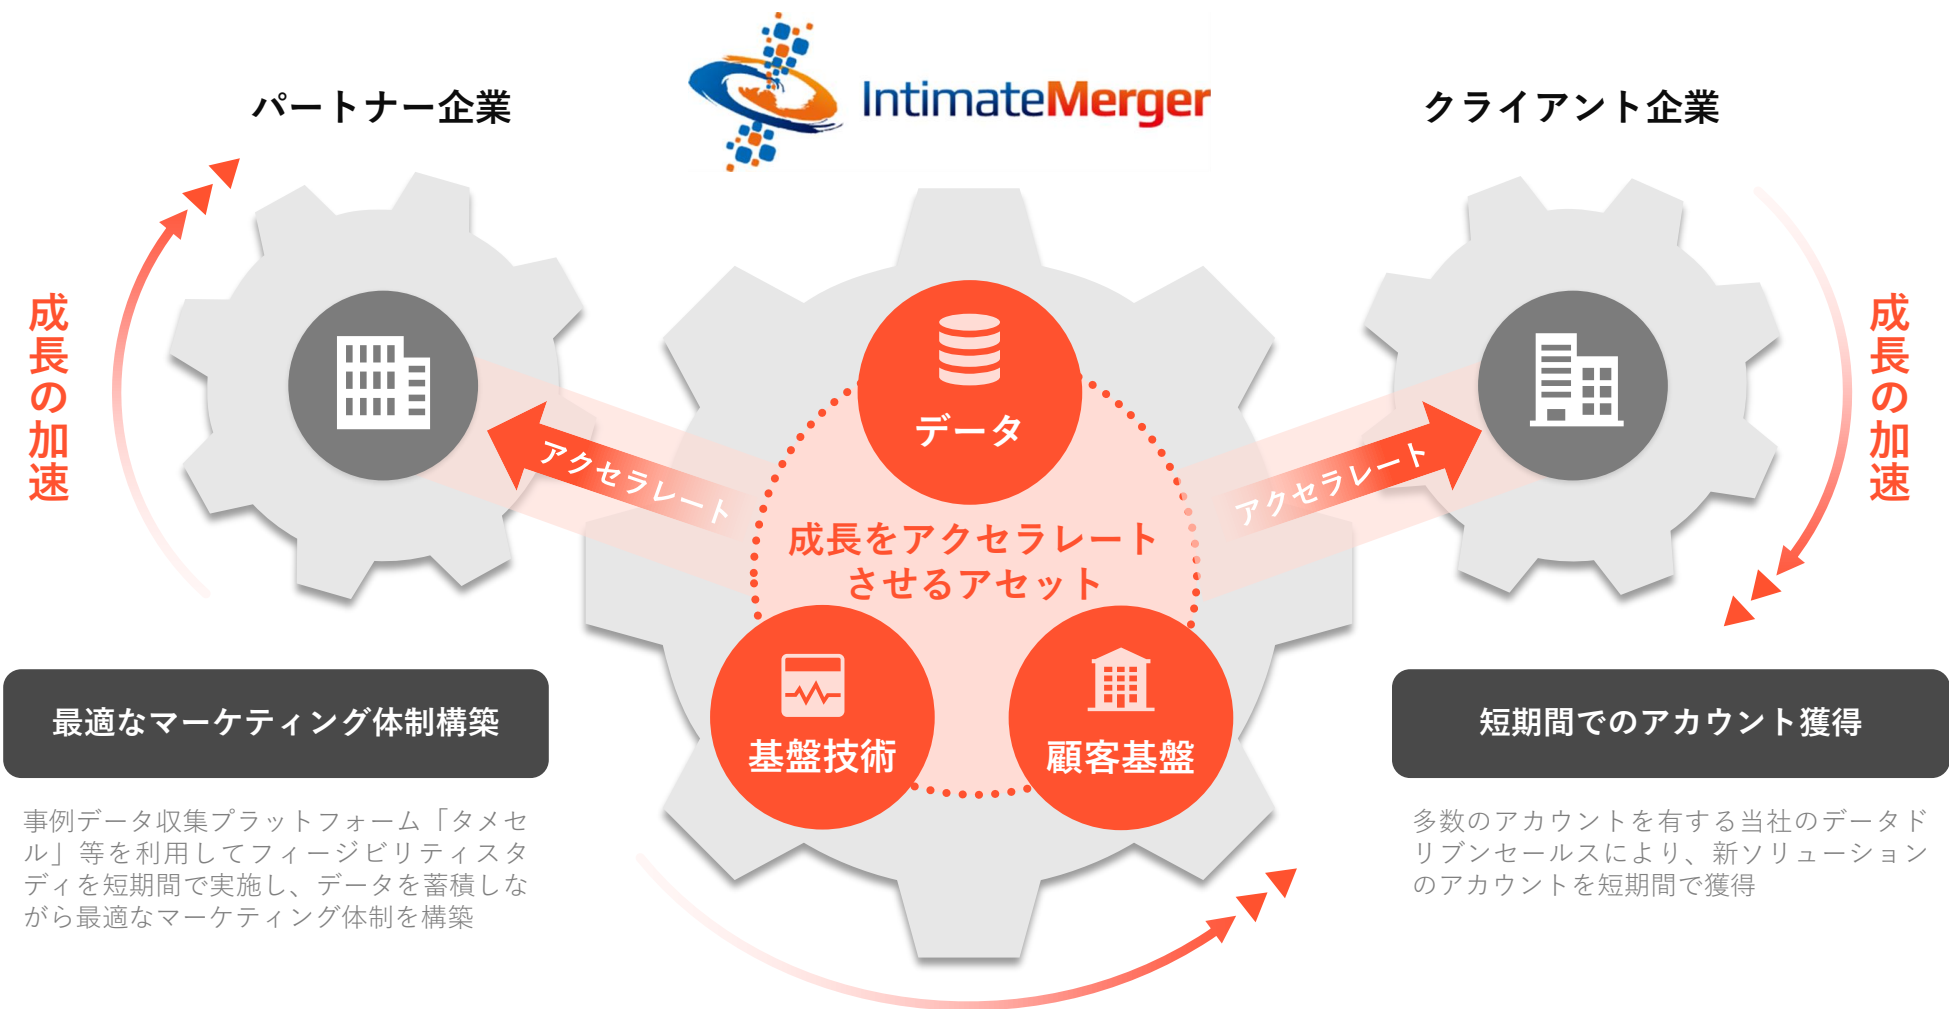 IntimateMerger
パートナー企業
クライアント企業
成長の加速
成長の加速
アクセラレート
アクセラレート
データ
成長をアクセラレート
させるアセット
基盤技術
顧客基盤
最適なマーケティング体制構築
事例データ収集プラットフォーム「タメセ
ル」等を利用してフィージビリティスタ
ディを短期間で実施し、データを蓄積しな
がら最適なマーケティング体制を構築
短期間でのアカウント獲得
多数のアカウントを有する当社のデータド
リブンセールスにより、新ソリューション
のアカウントを短期間で獲得